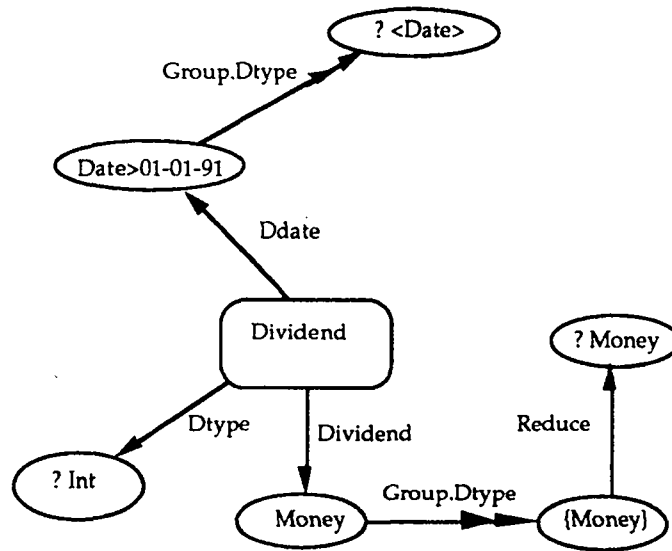 ? <Date>
Group.Dtype
Date>01-01-91
Ddate
Dividend
? Money
Dtype
Dividend
Reduce
? Int
Group.Dtype
Money
{Money}